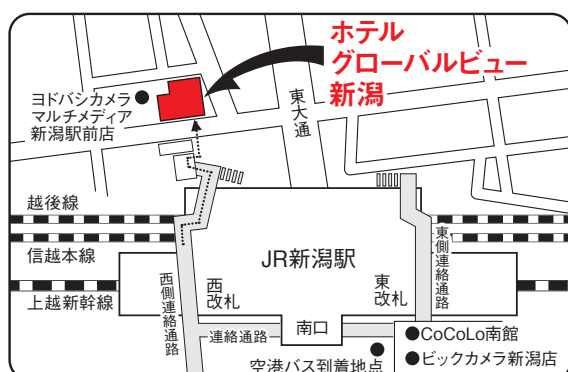 ホテル
グローバルビュー
新潟
ヨドバシカメラ
マルチメディア
新潟駅前店
東大通
越後線
信越本線
上越新幹線
JR新潟駅
西改札
東改札
西側連絡通路
東側連絡通路
連絡通路
南口
空港バス到着地点
●CoCoLo南館
●ビックカメラ新潟店